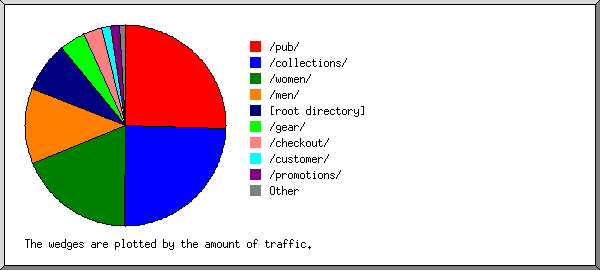 /pub/
/collections/
/women/
/men/
[root directory]
/gear/
/checkout/
/customer/
/promotions/
Other
The wedges are plotted by the amount of traffic.